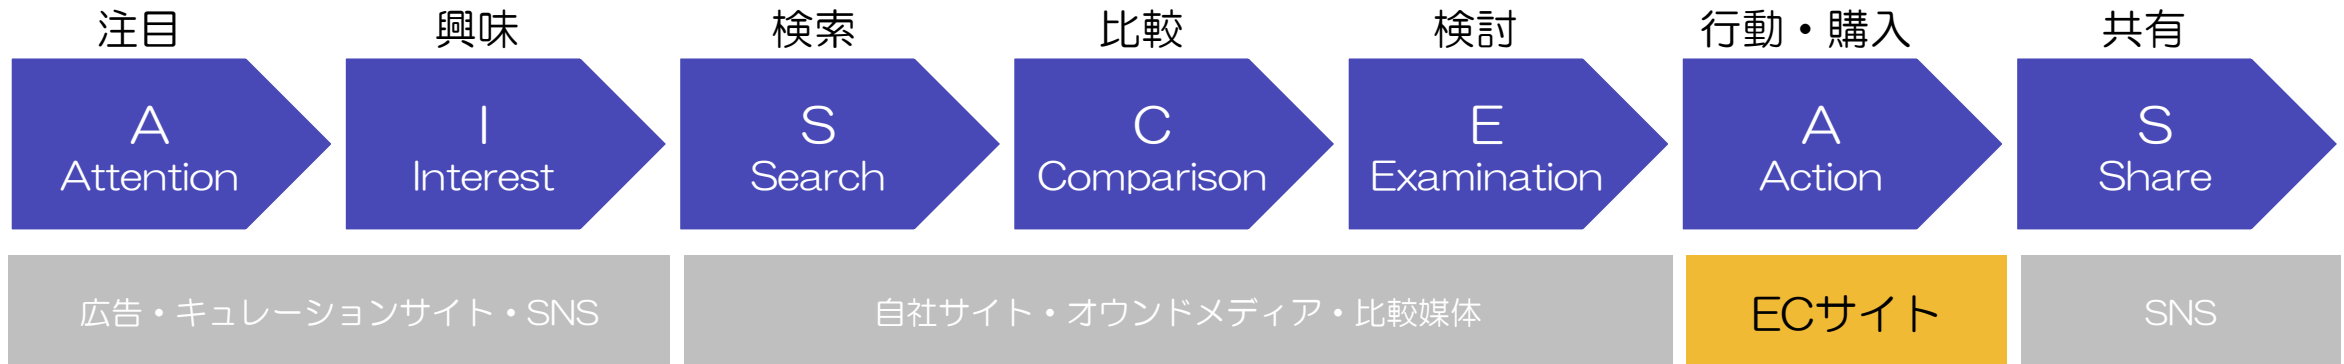 注目
興味
検索
比較
検討
行動・購入
共有
A
Attention
I
Interest
S
Search
C
Comparison
E
Examination
A
Action
S
Share
広告・キュレーションサイト・SNS
自社サイト・オウンドメディア・比較媒体
ECサイト
SNS